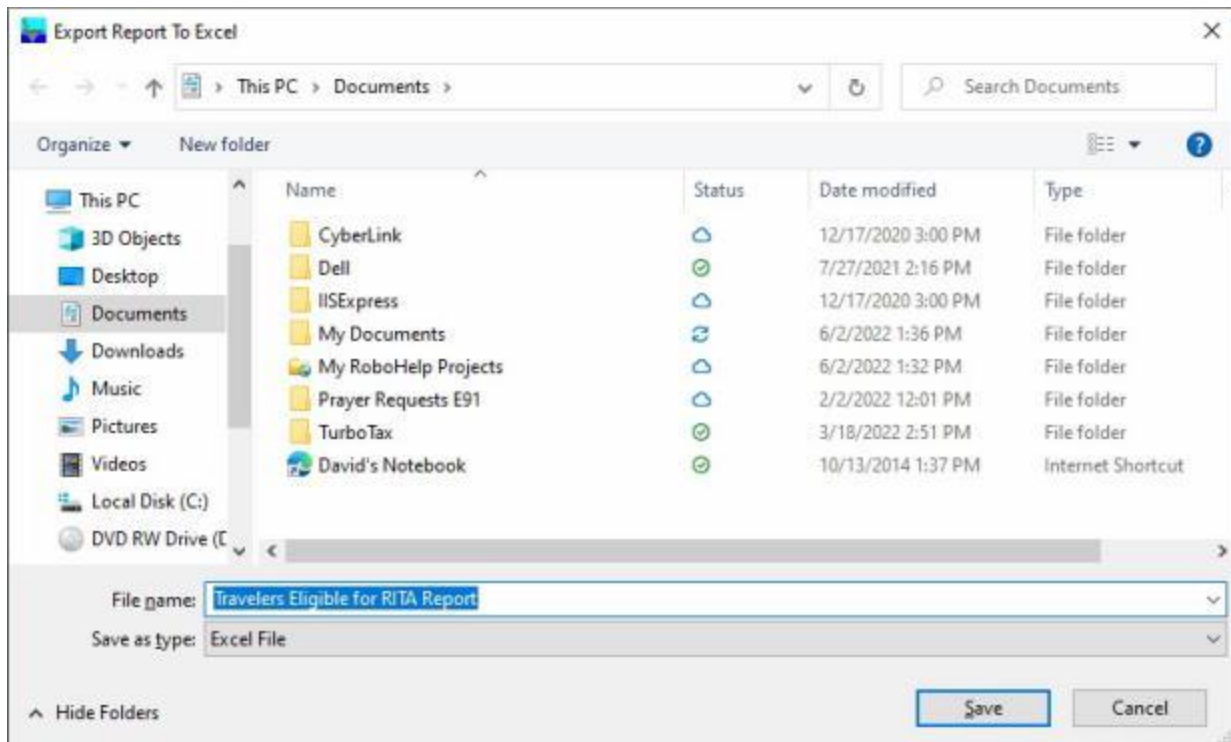 Export Report To Excel
This PC > Documents >
Search Documents
Organize
New folder
This PC
3D Objects
Desktop
Documents
Downloads
Music
Pictures
Videos
Local Disk (C:)
DVD RW Drive (D
Name Status Date modified Type
CyberLink 12/17/2020 3:00 PM File folder
Dell 7/27/2021 2:16 PM File folder
IISExpress 12/17/2020 3:00 PM File folder
My Documents 6/2/2022 1:36 PM File folder
My RoboHelp Projects 6/2/2022 1:32 PM File folder
Prayer Requests E91 2/2/2022 12:01 PM File folder
TurboTax 3/18/2022 2:51 PM File folder
David's Notebook 10/13/2014 1:37 PM Internet Shortcut
File name: Travelers Eligible for RITA Report
Save as type: Excel File
Hide Folders
Save
Cancel